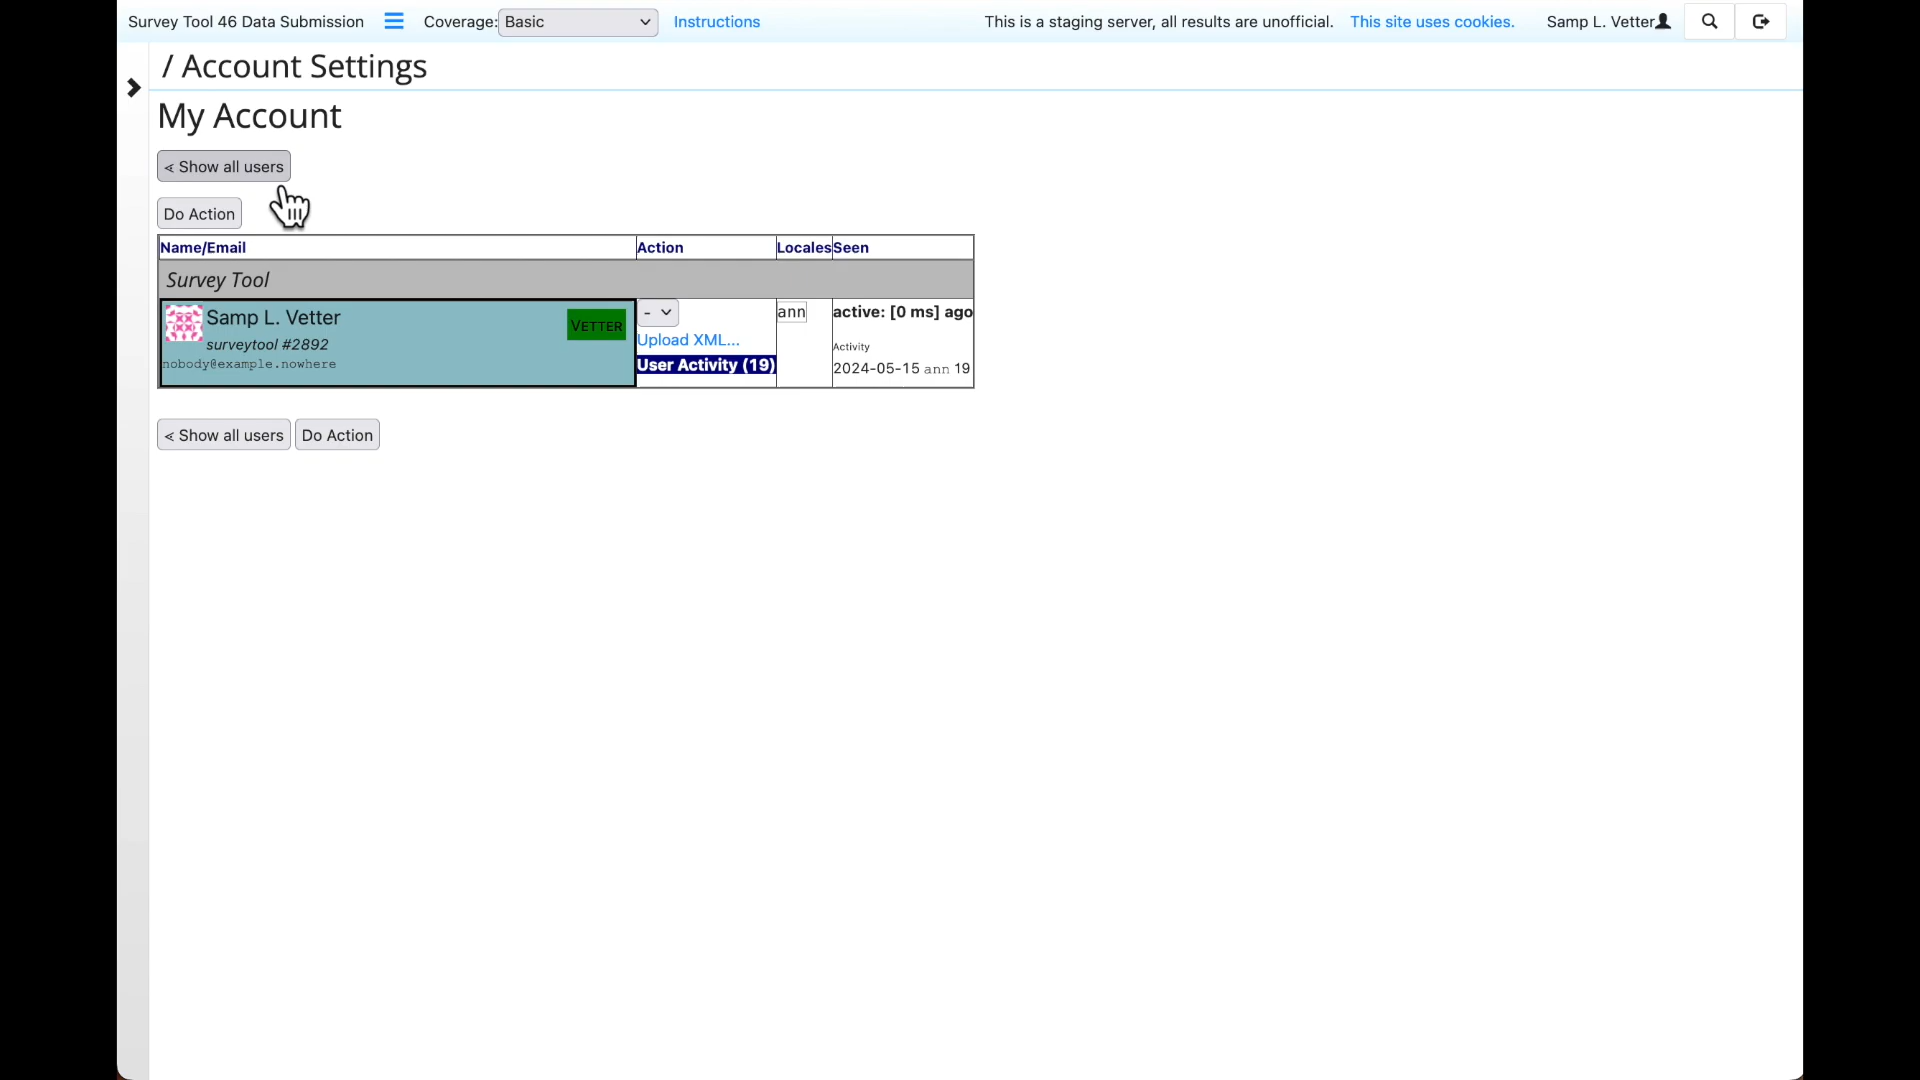 Survey Tool 46 Data Submission Coverage: Basic Instructions This is a staging server, all results are unofficial. This site uses cookies. Samp L. Vetter
/ Account Settings
My Account
⋖ Show all users
Do Action
Name/Email Action Locales Seen
Survey Tool
Samp L. Vetter VETTER - ann active: [0 ms] ago
surveytool #2892 Upload XML... Activity
nobody@example.nowhere User Activity (19) 2024-05-15 ann 19
⋖ Show all users Do Action